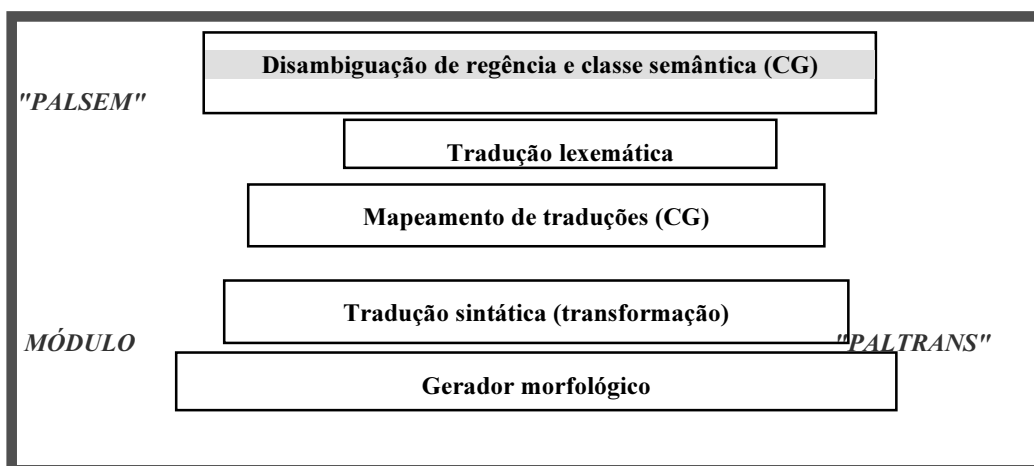 Disambiguação de regência e classe semântica (CG)
"PALSEM"
Tradução lexemática
Mapeamento de traduções (CG)
Tradução sintática (transformação)
MÓDULO "PALTRANS"
Gerador morfológico